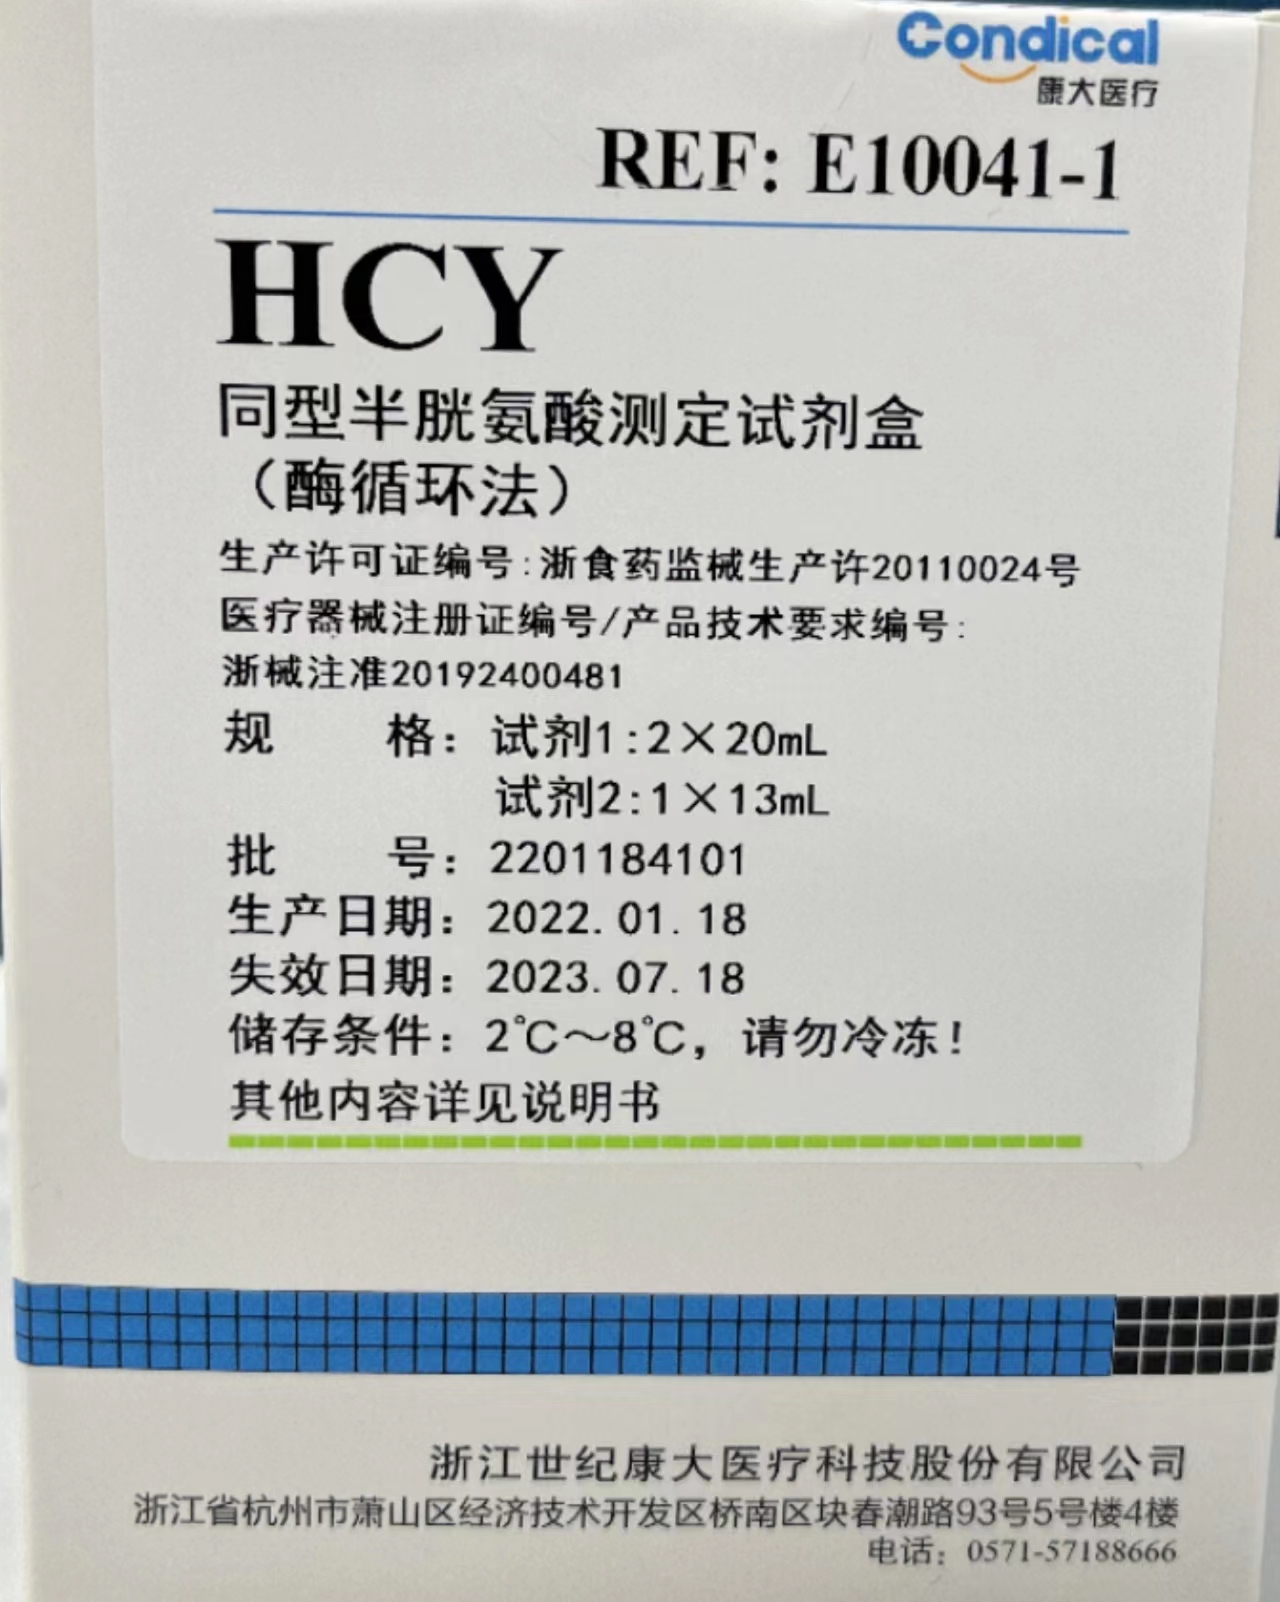 Condical
康大医疗
REF: E10041-1
HCY
同型半胱氨酸测定试剂盒
（酶循环法）
生产许可证编号:浙食药监械生产许20110024号
医疗器械注册证编号/产品技术要求编号:
浙械注准20192400481
规　　格：试剂1:2×20mL
试剂2:1×13mL
批　　号：2201184101
生产日期：2022.01.18
失效日期：2023.07.18
储存条件：2℃～8℃，请勿冷冻！
其他内容详见说明书
浙江世纪康大医疗科技股份有限公司
浙江省杭州市萧山区经济技术开发区桥南区块春潮路93号5号楼4楼
电话：0571-57188666